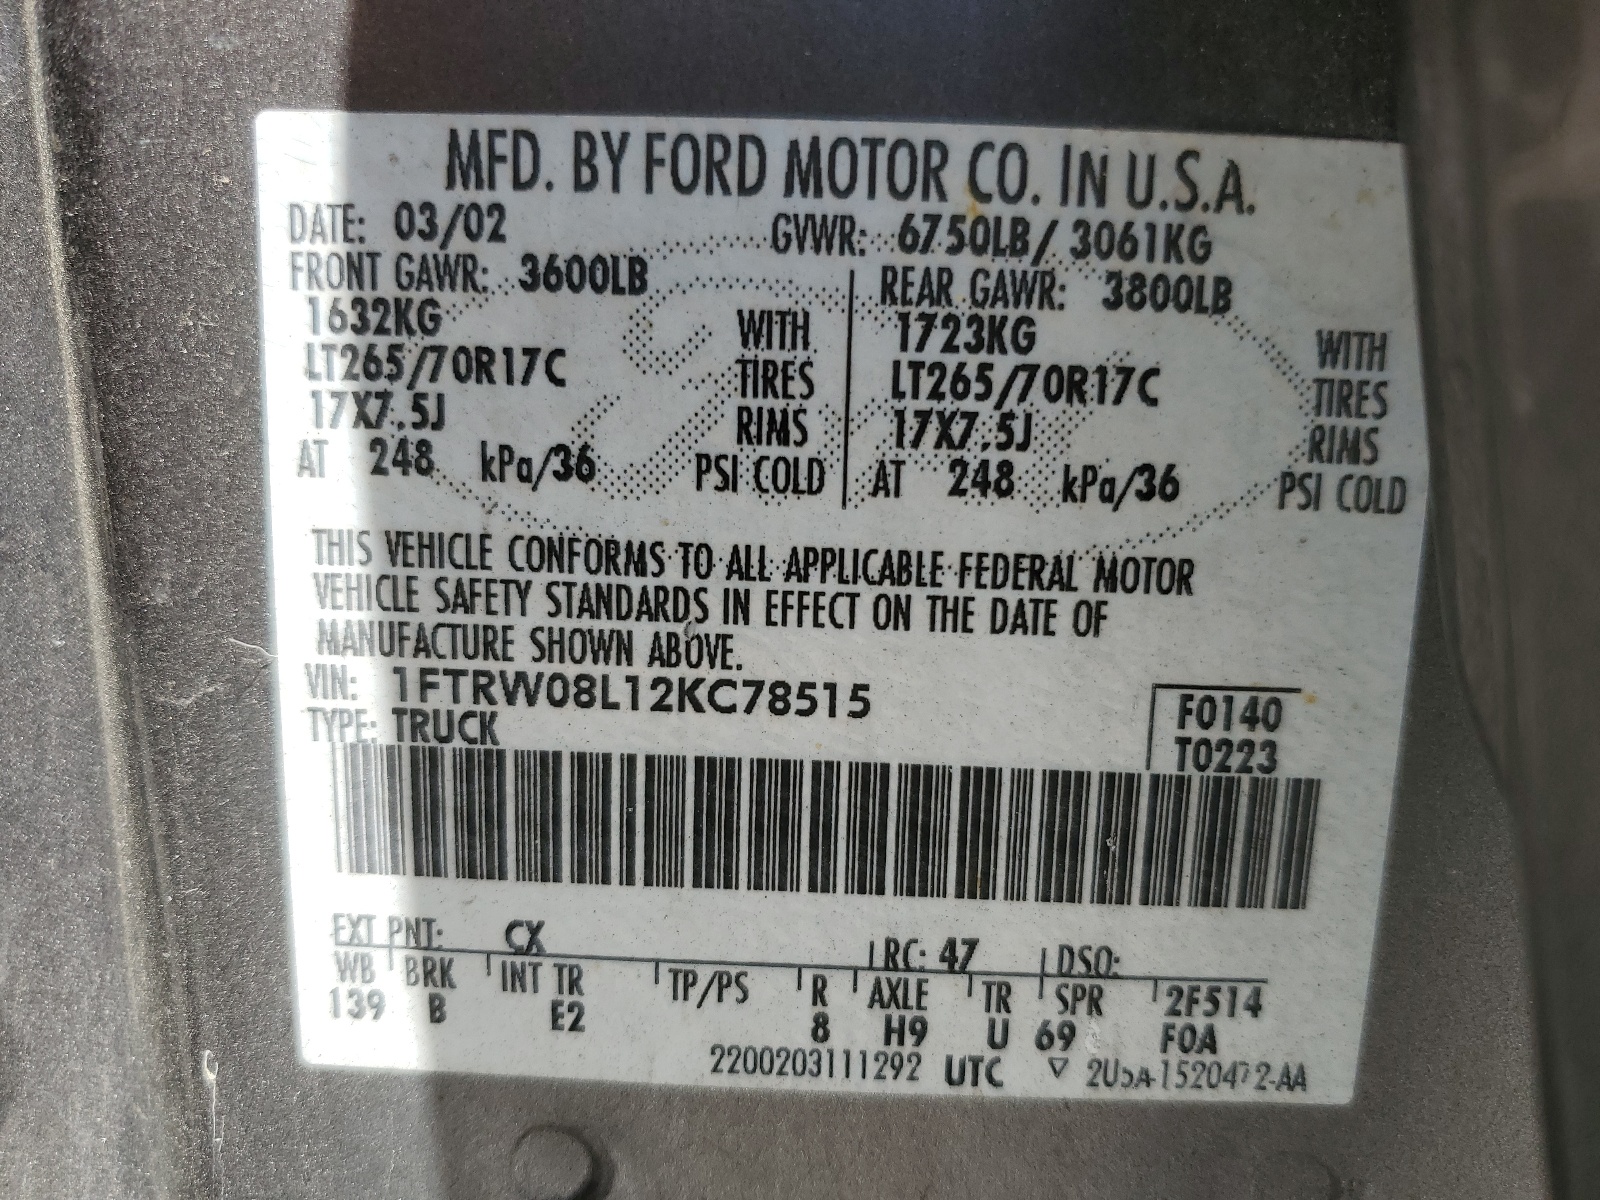 MFD. BY FORD MOTOR CO. IN U.S.A.
DATE: 03/02 GVWR: 6750LB/ 3061KG
FRONT GAWR: 3600LB REAR GAWR: 3800LB
1632KG WITH 1723KG WITH
LT265/70R17C TIRES LT265/70R17C TIRES
17X7.5J RIMS 17X7.5J RIMS
AT 248 kPa/36 PSI COLD AT 248 kPa/36 PSI COLD
THIS VEHICLE CONFORMS TO ALL APPLICABLE FEDERAL MOTOR
VEHICLE SAFETY STANDARDS IN EFFECT ON THE DATE OF
MANUFACTURE SHOWN ABOVE.
VIN: 1FTRW08L12KC78515 F0140
TYPE: TRUCK T0223
EXT PNT: CX RC: 47 DSO:
WB BRK INT TR TP/PS R AXLE TR SPR 2F514
139 B E2 8 H9 U 69 F0A
2200203111292 UTC ▽ 2U5A-1520472-AA